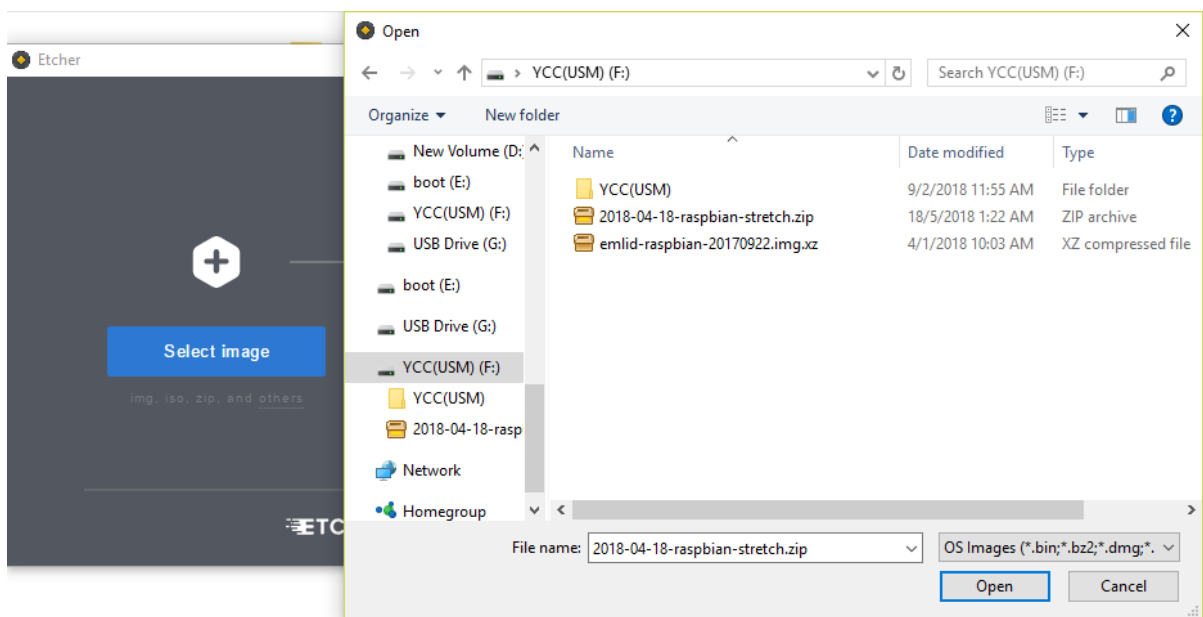 Etcher
Select image
img, iso, zip, and others
ETC
Open
YCC(USM) (F:)
Search YCC(USM) (F:)
Organize
New folder
New Volume (D:
boot (E:)
YCC(USM) (F:)
USB Drive (G:)
boot (E:)
USB Drive (G:)
YCC(USM) (F:)
YCC(USM)
2018-04-18-rasp
Network
Homegroup
Name Date modified Type
YCC(USM) 9/2/2018 11:55 AM File folder
2018-04-18-raspbian-stretch.zip 18/5/2018 1:22 AM ZIP archive
emlid-raspbian-20170922.img.xz 4/1/2018 10:03 AM XZ compressed file
File name: 2018-04-18-raspbian-stretch.zip OS Images (*.bin;*.bz2;*.dmg;*.
Open Cancel